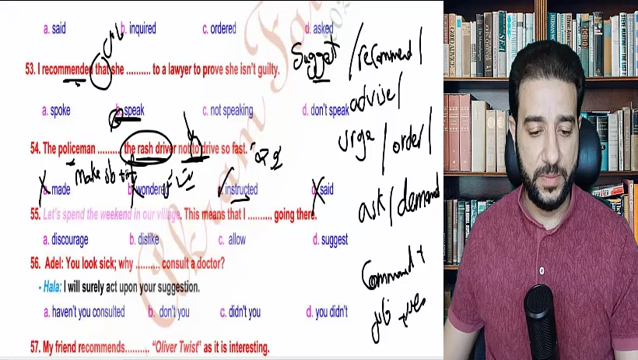 a. said b. inquired c. ordered d. asked
53. I recommended that she .......... to a lawyer to prove she isn't guilty.
a. spoke b. speak c. not speaking d. don't speak
54. The policeman .......... the rash driver not to drive so fast.
make sb
a. made b. wondered c. instructed d. said
55. Let's spend the weekend in our village. This means that I .......... going there.
a. discourage b. dislike c. allow d. suggest
56. Adel: You look sick; why .......... consult a doctor?
- Hala: I will surely act upon your suggestion.
a. haven't you consulted b. don't you c. didn't you d. you didn't
57. My friend recommends.......... "Oliver Twist" as it is interesting.
Suggest / recommend /
advise /
urge / order /
ask / demand
Command +
Akram